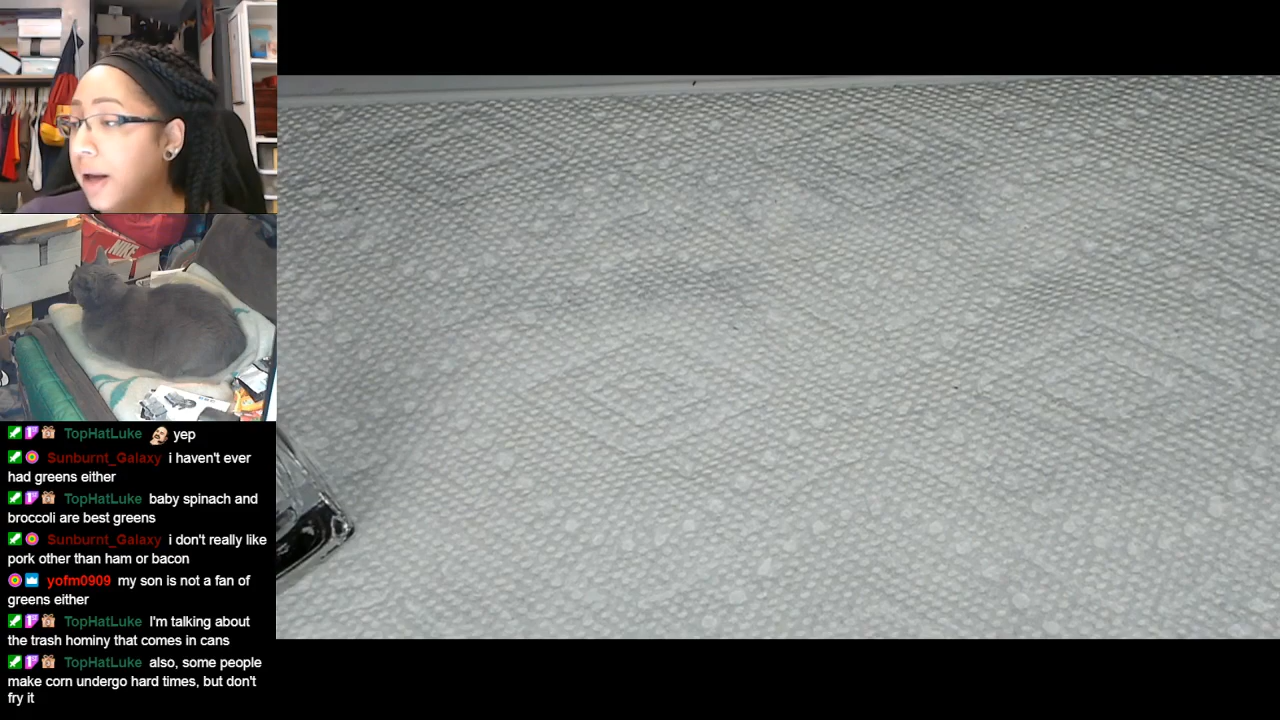 NIKE
TopHatLuke yep
Sunburnt_Galaxy i haven't ever
had greens either
TopHatLuke baby spinach and
broccoli are best greens
Sunburnt_Galaxy i don't really like
pork other than ham or bacon
yofm0909 my son is not a fan of
greens either
TopHatLuke I'm talking about
the trash hominy that comes in cans
TopHatLuke also, some people
make corn undergo hard times, but don't
fry it